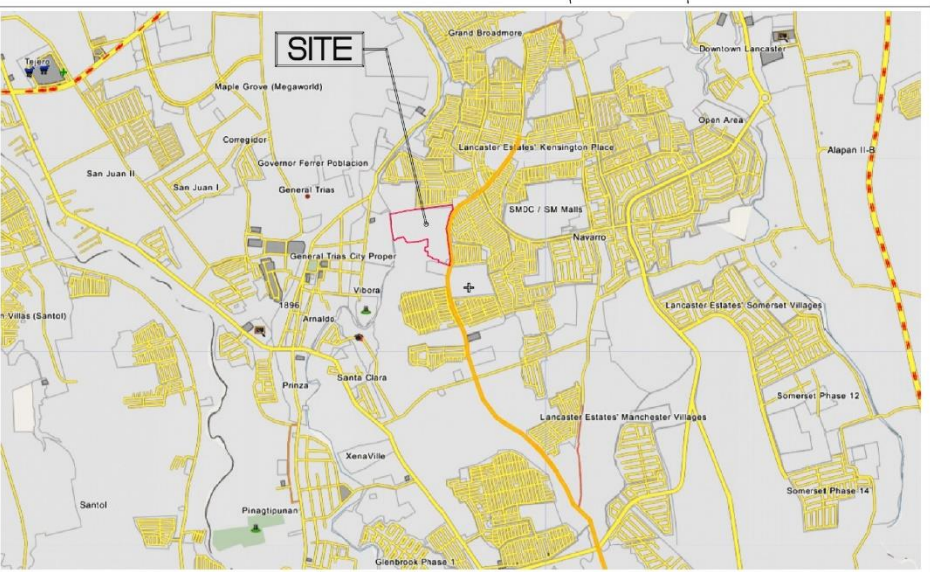 SITE
Grand Broadmore
Downtown Lancaster
Tejero
Maple Grove (Megaworld)
Open Area
Corregidor
Lancaster Estates' Kensington Place
Alapan II-B
Governor Ferrer Poblacion
San Juan II
San Juan I
General Trias
SMDC / SM Malls
Navarro
General Trias City Proper
Vibora
1896
Lancaster Estates' Somerset Villages
n Villas (Santol)
Arnaldo
Santa Clara
Prinza
Somerset Phase 12
Lancaster Estates' Manchester Villages
XenaVille
Somerset Phase 14
Santol
Pinagtipunan
Glenbrook Phase 1